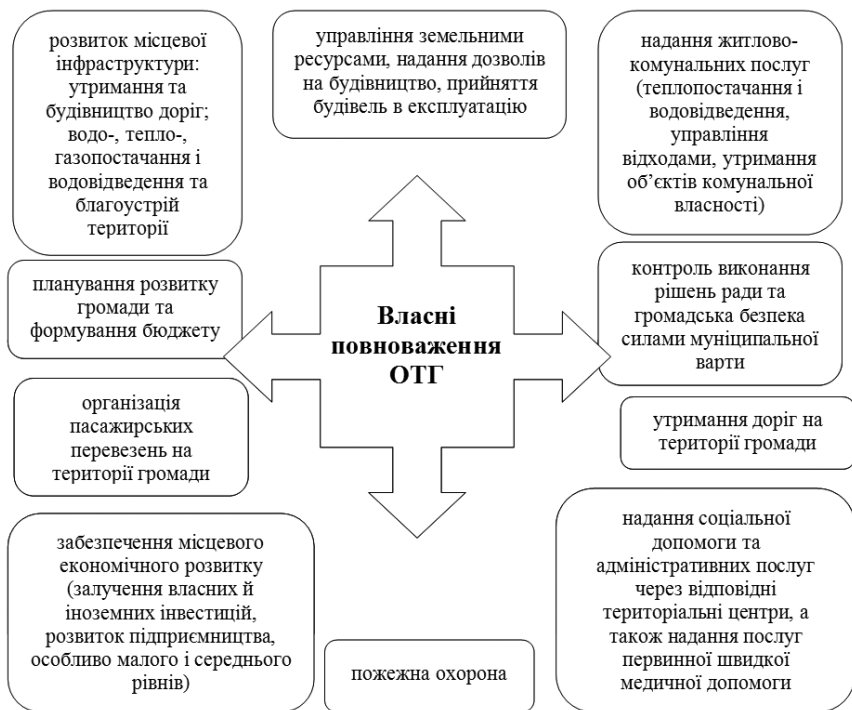 розвиток місцевої
інфраструктури:
утримання та
будівництво доріг;
водо-, тепло-,
газопостачання і
водовідведення та
благоустрій
території
управління земельними
ресурсами, надання дозволів
на будівництво, прийняття
будівель в експлуатацію
надання житлово-
комунальних послуг
(теплопостачання і
водовідведення,
управління
відходами, утримання
об’єктів комунальної
власності)
планування розвитку
громади та
формування бюджету
Власні
повноваження
ОТГ
контроль виконання
рішень ради та
громадська безпека
силами муніципальної
варти
організація
пасажирських
перевезень на
території громади
утримання доріг на
території громади
забезпечення місцевого
економічного розвитку
(залучення власних й
іноземних інвестицій,
розвиток підприємництва,
особливо малого і середнього
рівнів)
пожежна охорона
надання соціальної
допомоги та
адміністративних послуг
через відповідні
територіальні центри, а
також надання послуг
первинної швидкої
медичної допомоги